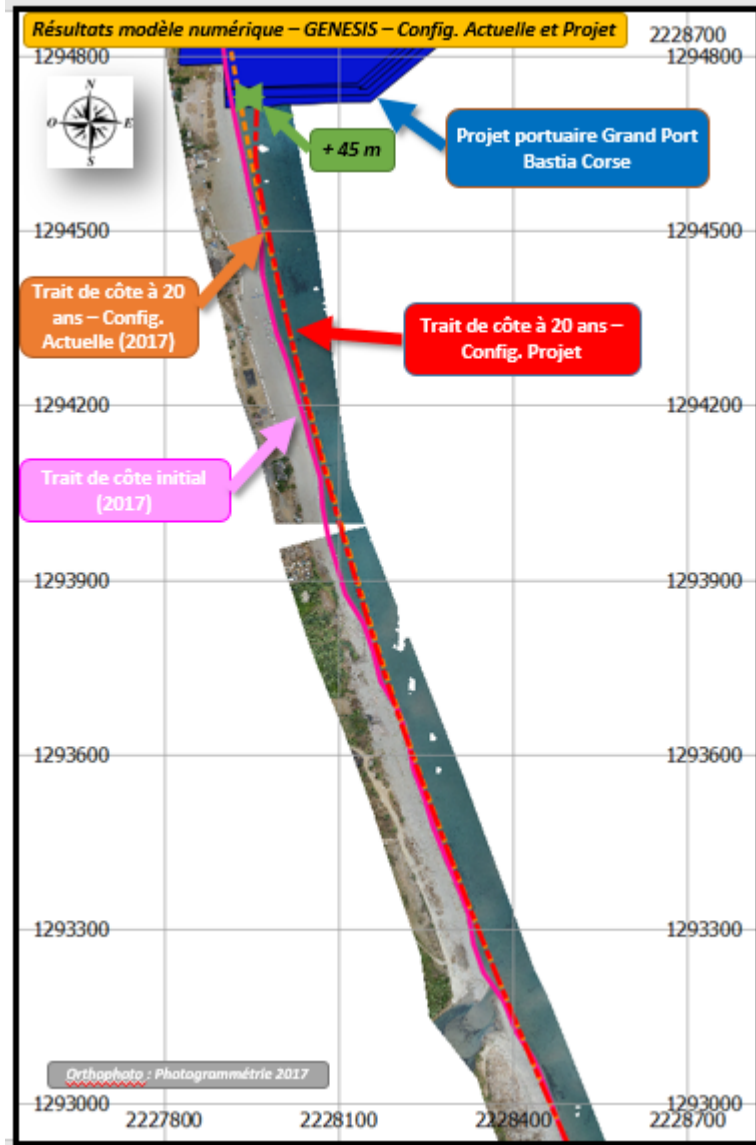 Résultats modèle numérique – GENESIS – Config. Actuelle et Projet
2228700
1294800
1294800
N
O
E
S
+ 45 m
Projet portuaire Grand Port
Bastia Corse
1294500
1294500
Trait de côte à 20
ans – Config.
Actuelle (2017)
Trait de côte à 20 ans –
Config. Projet
1294200
1294200
Trait de côte initial
(2017)
1293900
1293900
1293600
1293600
1293300
1293300
Orthophoto : Photogrammétrie 2017
1293000
1293000
2227800
2228100
2228400
2228700